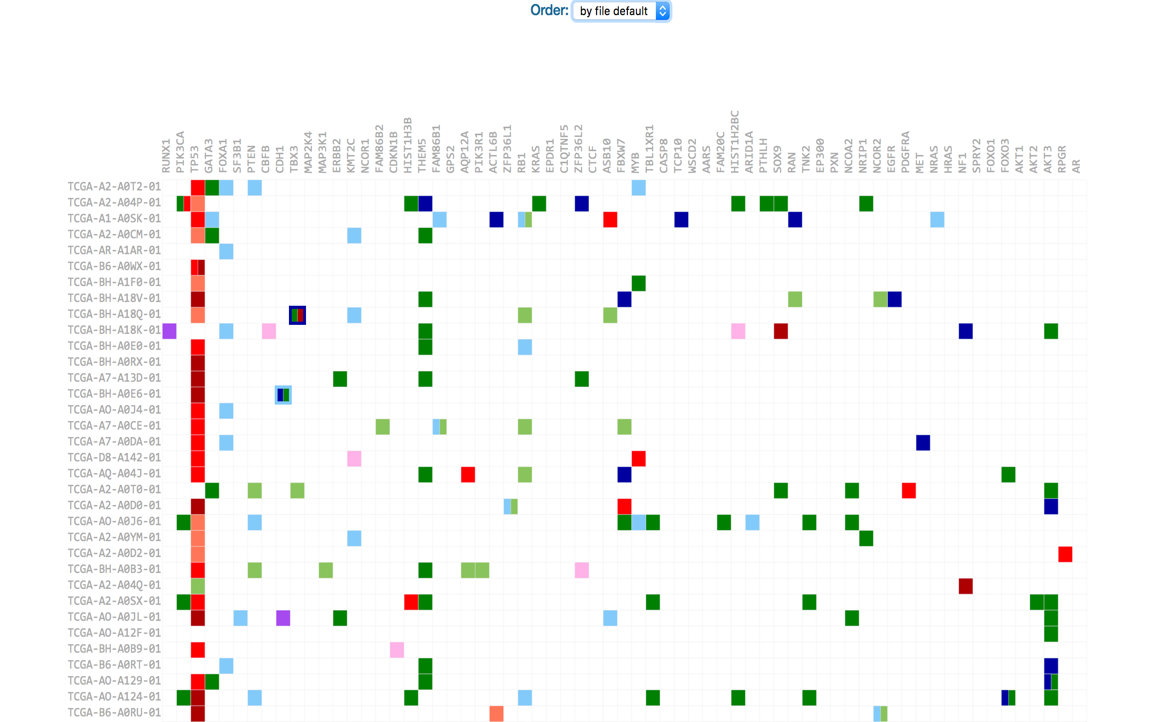 Order: by file default
RUNX1
PIK3CA
TP53
GATA3
FOXA1
SF3B1
PTEN
CBFB
CDH1
TBX3
MAP2K4
MAP3K1
ERBB2
KMT2C
NCOR1
FAM86B2
CDKN1B
HIST1H3B
THEM5
FAM86B1
GPS2
AQP12A
PIK3R1
ACTL6B
ZFP36L1
RB1
KRAS
EPDR1
C1QTNF5
ZFP36L2
CTCF
ASB10
FBXW7
MYB
TBL1XR1
CASP8
TCP10
WSCD2
AARS
FAM20C
HIST1H2BC
ARID1A
PTHLH
SOX9
RAN
TNK2
EP300
PXN
NCOA2
NRIP1
NCOR2
EGFR
PDGFRA
MET
NRAS
HRAS
NF1
SPRY2
FOXO1
FOXO3
AKT1
AKT2
AKT3
RPGR
AR
TCGA-A2-A0T2-01
TCGA-A2-A04P-01
TCGA-A1-A0SK-01
TCGA-A2-A0CM-01
TCGA-AR-A1AR-01
TCGA-B6-A0WX-01
TCGA-BH-A1F0-01
TCGA-BH-A18V-01
TCGA-BH-A18Q-01
TCGA-BH-A18K-01
TCGA-BH-A0E0-01
TCGA-BH-A0RX-01
TCGA-A7-A13D-01
TCGA-BH-A0E6-01
TCGA-AO-A0J4-01
TCGA-A7-A0CE-01
TCGA-A7-A0DA-01
TCGA-D8-A142-01
TCGA-AQ-A04J-01
TCGA-A2-A0T0-01
TCGA-A2-A0D0-01
TCGA-AO-A0J6-01
TCGA-A2-A0YM-01
TCGA-A2-A0D2-01
TCGA-BH-A0B3-01
TCGA-A2-A04Q-01
TCGA-A2-A0SX-01
TCGA-AO-A0JL-01
TCGA-AO-A12F-01
TCGA-BH-A0B9-01
TCGA-B6-A0RT-01
TCGA-AO-A129-01
TCGA-AO-A124-01
TCGA-B6-A0RU-01